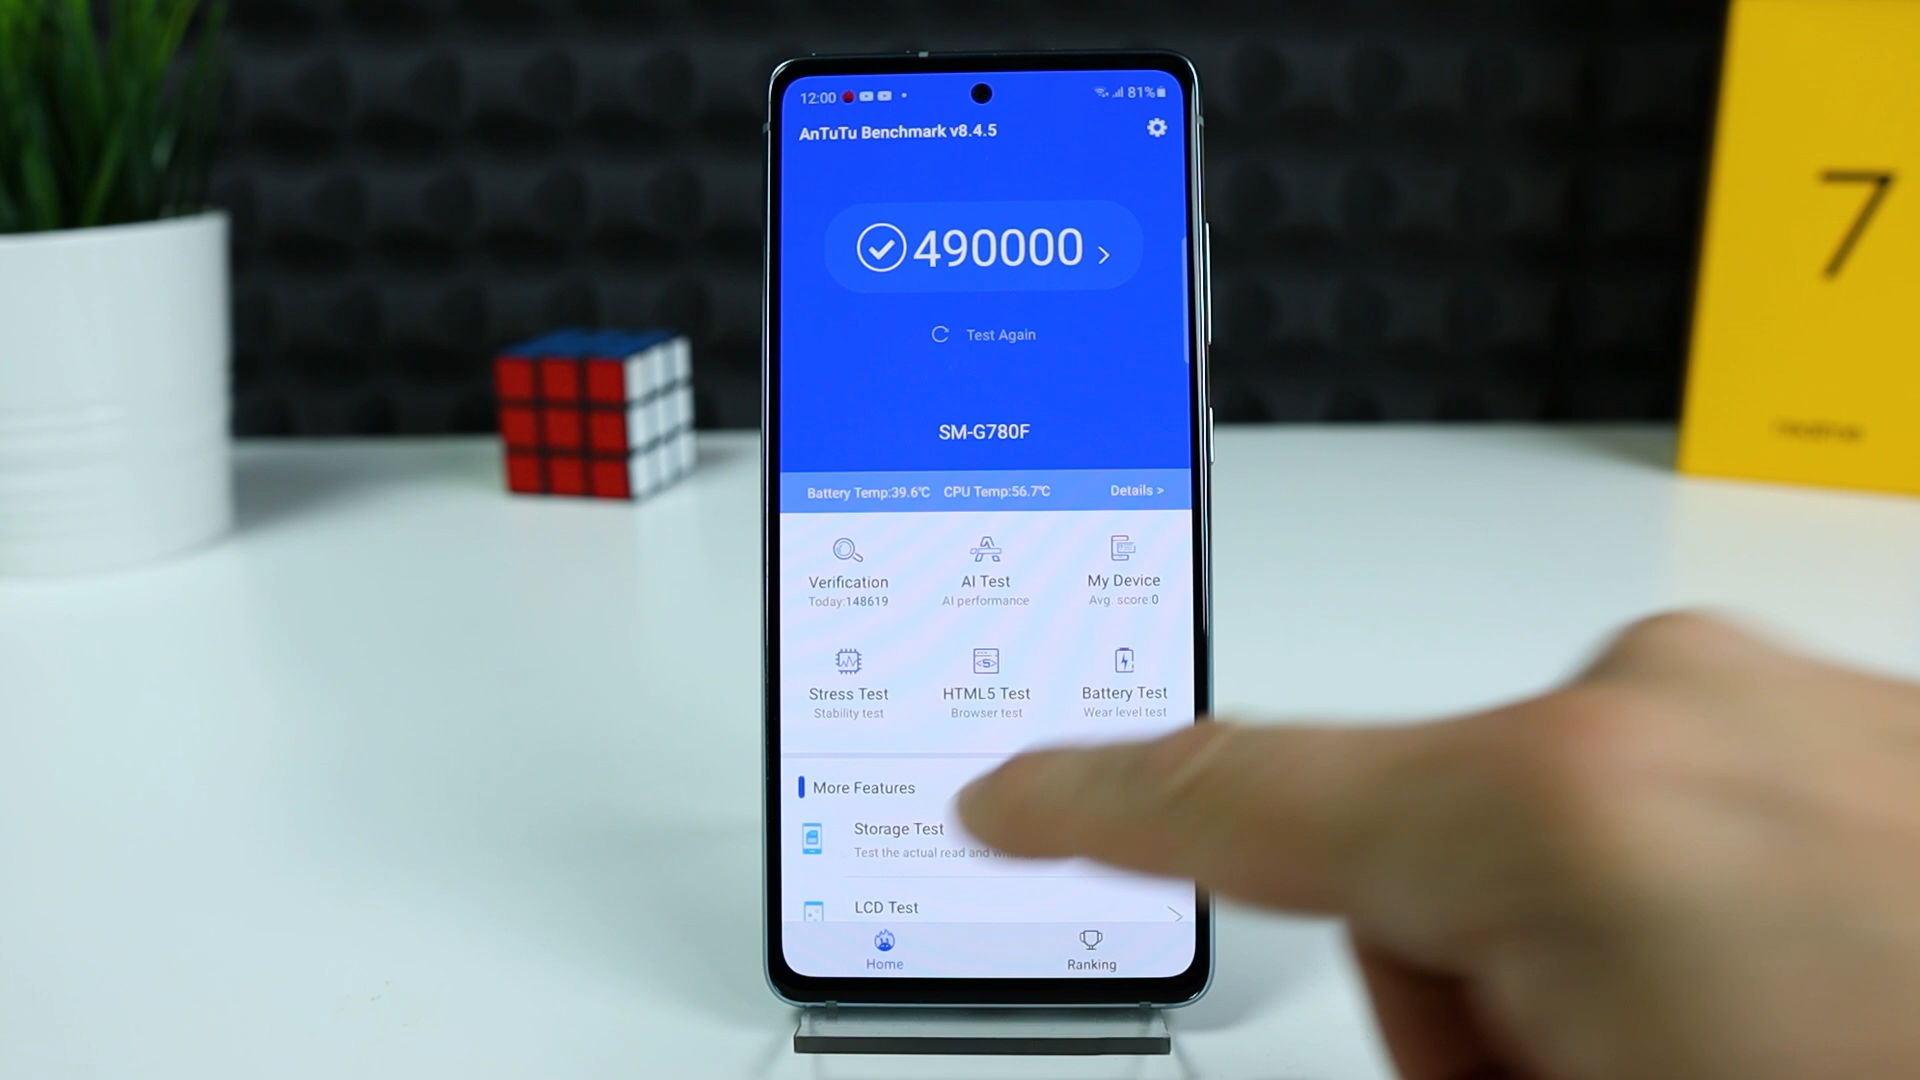 12:00
81%
AnTuTu Benchmark v8.4.5
490000
Test Again
SM-G780F
Battery Temp:39.6℃ CPU Temp:56.7℃ Details >
Verification
Today:148619
AI Test
AI performance
My Device
Avg. score:0
Stress Test
Stability test
HTML5 Test
Browser test
Battery Test
Wear level test
More Features
Storage Test
Test the actual read and
LCD Test
Home
Ranking
7
realme